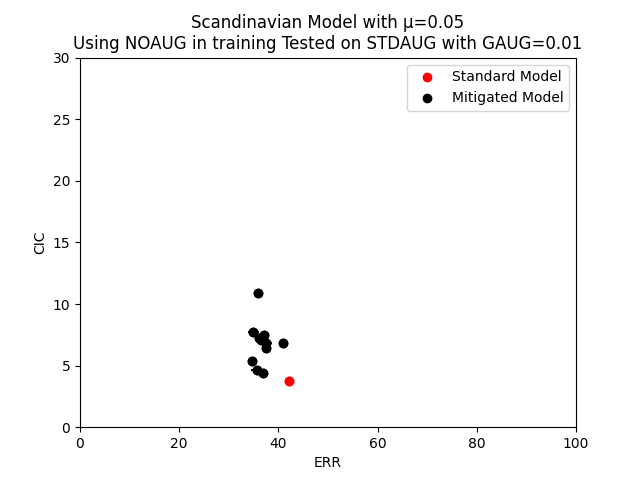 Scandinavian Model with μ=0.05
Using NOAUG in training Tested on STDAUG with GAUG=0.01
Standard Model
Mitigated Model
30
25
20
15
10
5
0
CIC
0 20 40 60 80 100
ERR